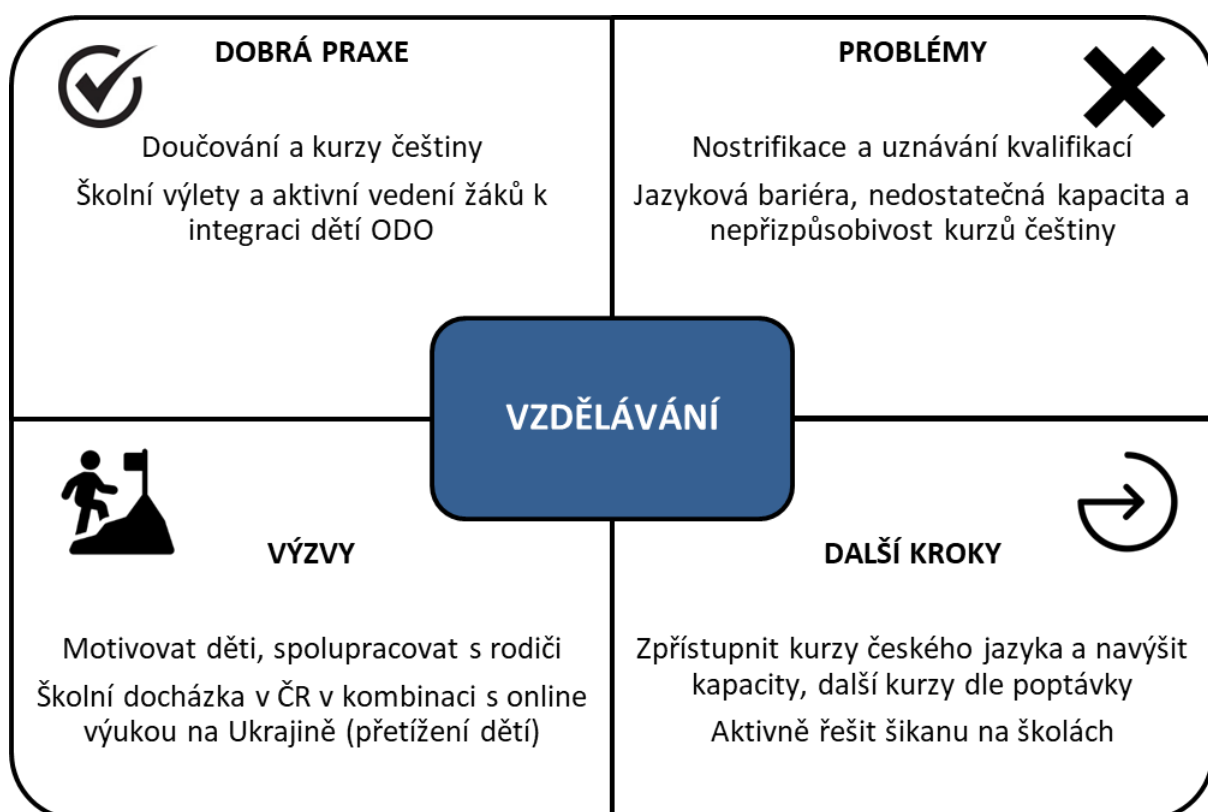 DOBRÁ PRAXE
Doučování a kurzy češtiny
Školní výlety a aktivní vedení žáků k
integraci dětí ODO
PROBLÉMY
Nostrifikace a uznávání kvalifikací
Jazyková bariéra, nedostatečná kapacita a
nepřizpůsobivost kurzů češtiny
VZDĚLÁVÁNÍ
VÝZVY
Motivovat děti, spolupracovat s rodiči
Školní docházka v ČR v kombinaci s online
výukou na Ukrajině (přetížení dětí)
DALŠÍ KROKY
Zpřístupnit kurzy českého jazyka a navýšit
kapacity, další kurzy dle poptávky
Aktivně řešit šikanu na školách